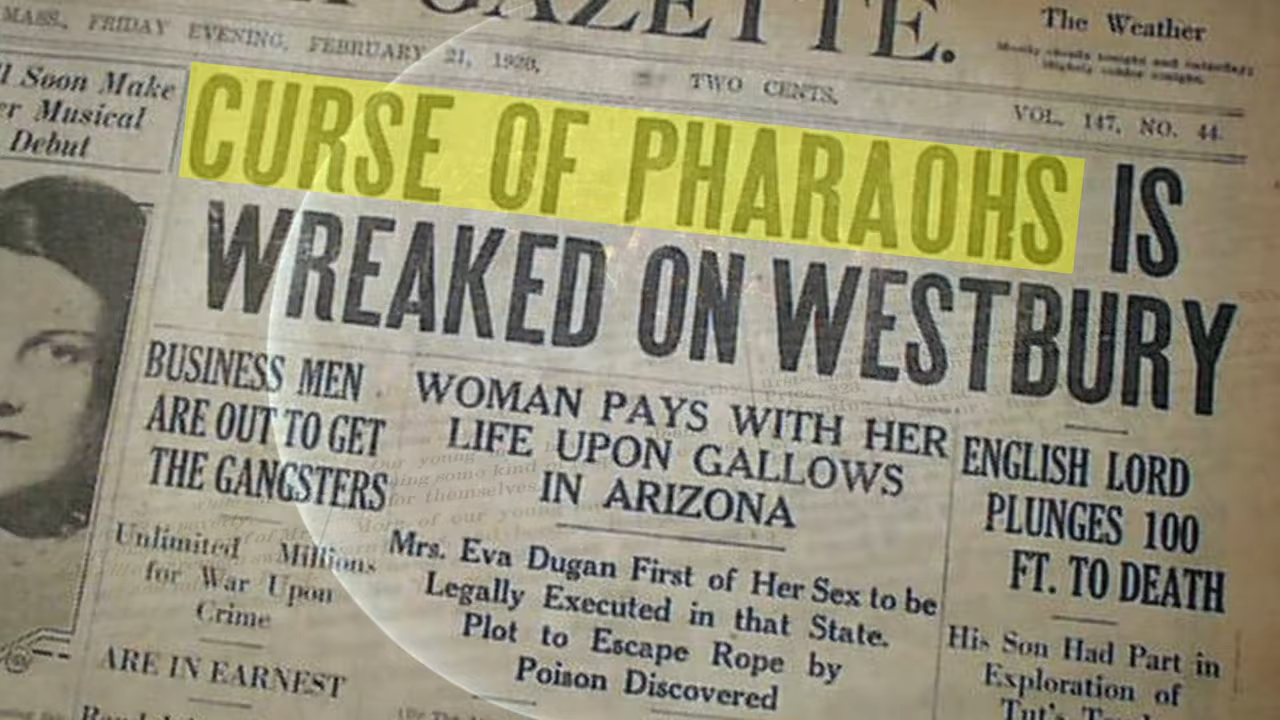 GAZETTE.
The Weather
MASS, FRIDAY EVENING, FEBRUARY 21, 1930,
TWO CENTS,
VOL. 147, NO. 44.
Soon Make
Musical
Debut
CURSE OF PHARAOHS IS
WREAKED ON WESTBURY
BUSINESS MEN
ARE OUT TO GET
THE GANGSTERS
Unlimited Millions
for War Upon
Crime
ARE IN EARNEST
WOMAN PAYS WITH HER
LIFE UPON GALLOWS
IN ARIZONA
Mrs. Eva Dugan First of Her Sex to be
Legally Executed in that State.
Plot to Escape Rope by
Poison Discovered
ENGLISH LORD
PLUNGES 100
FT. TO DEATH
His Son Had Part in
Exploration of
Tut's